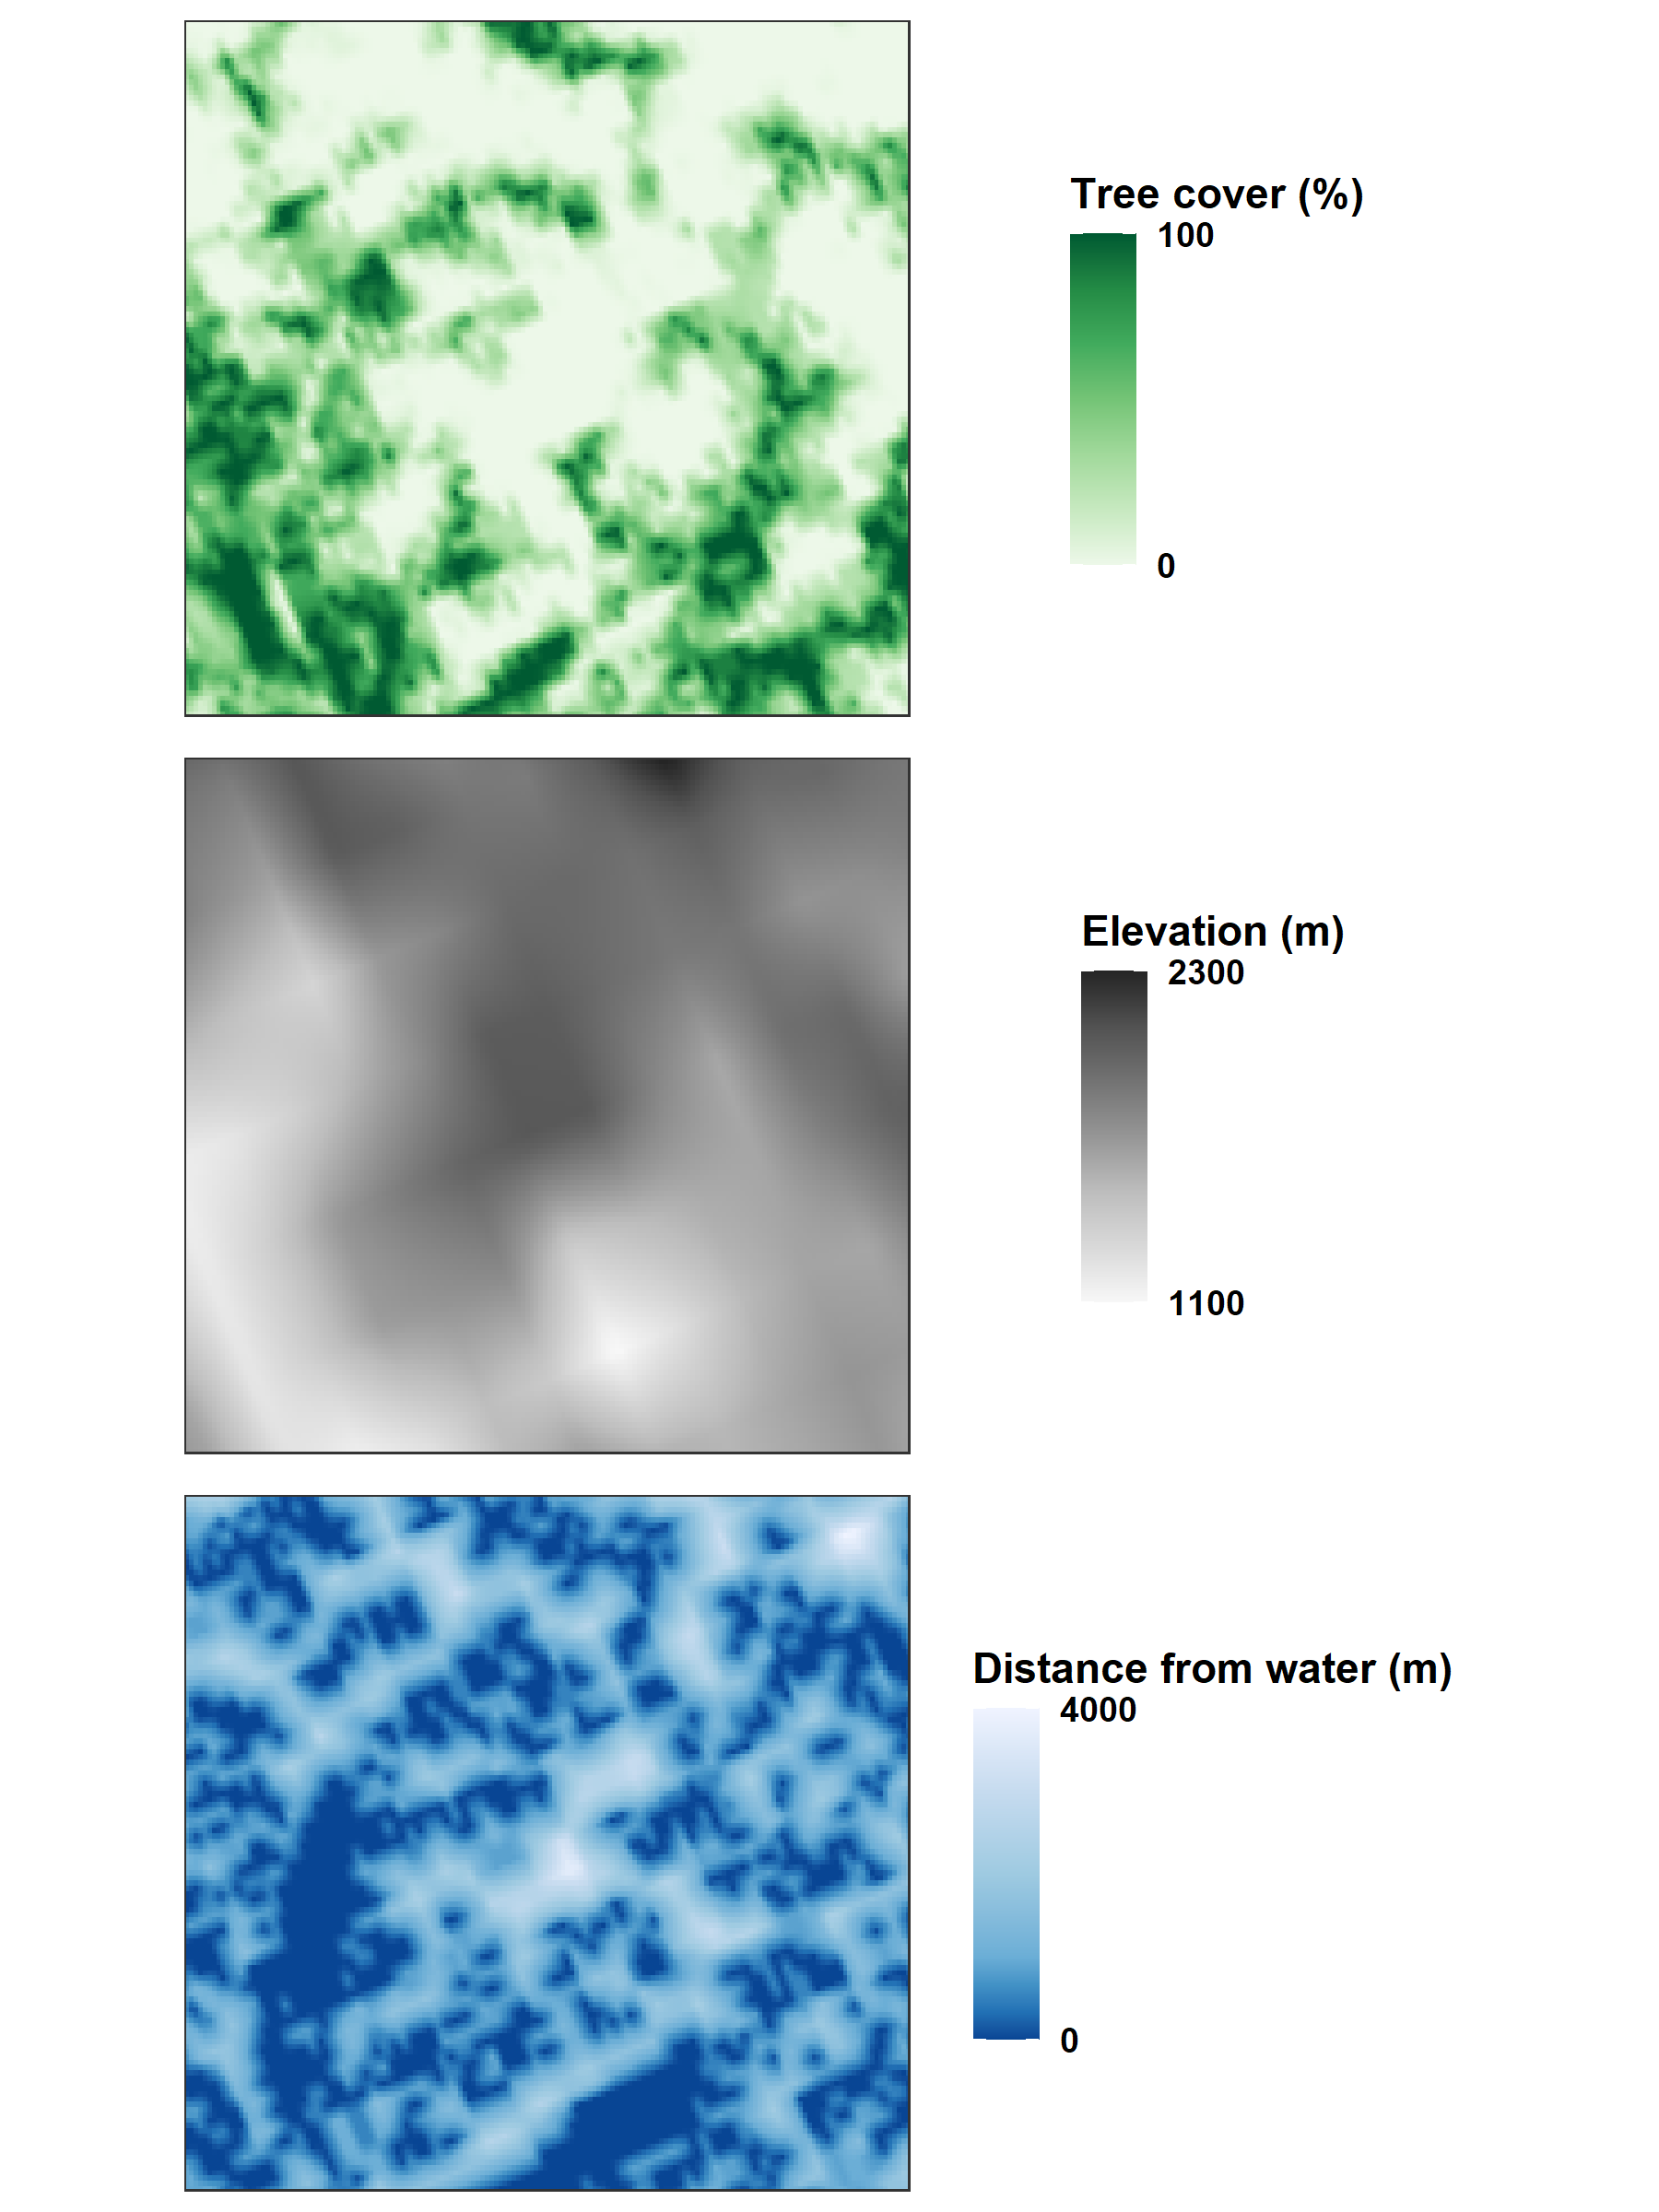 Tree cover (%)
100
0
Elevation (m)
2300
1100
Distance from water (m)
4000
0